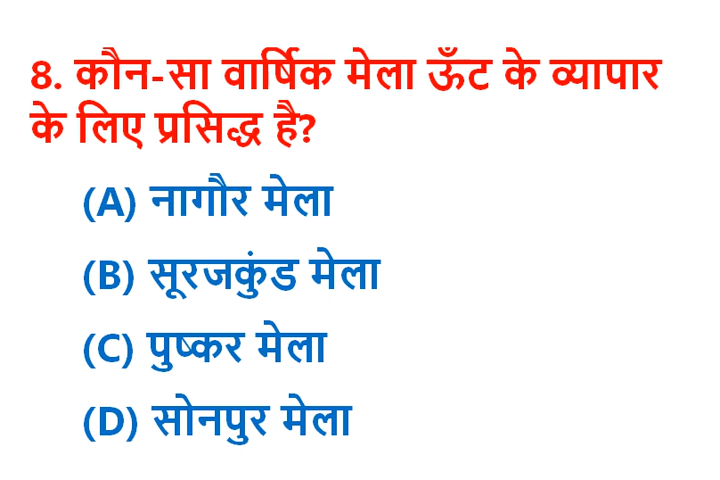 8. कौन-सा वार्षिक मेला ऊँट के व्यापार
के लिए प्रसिद्ध है?
(A) नागौर मेला
(B) सूरजकुंड मेला
(C) पुष्कर मेला
(D) सोनपुर मेला